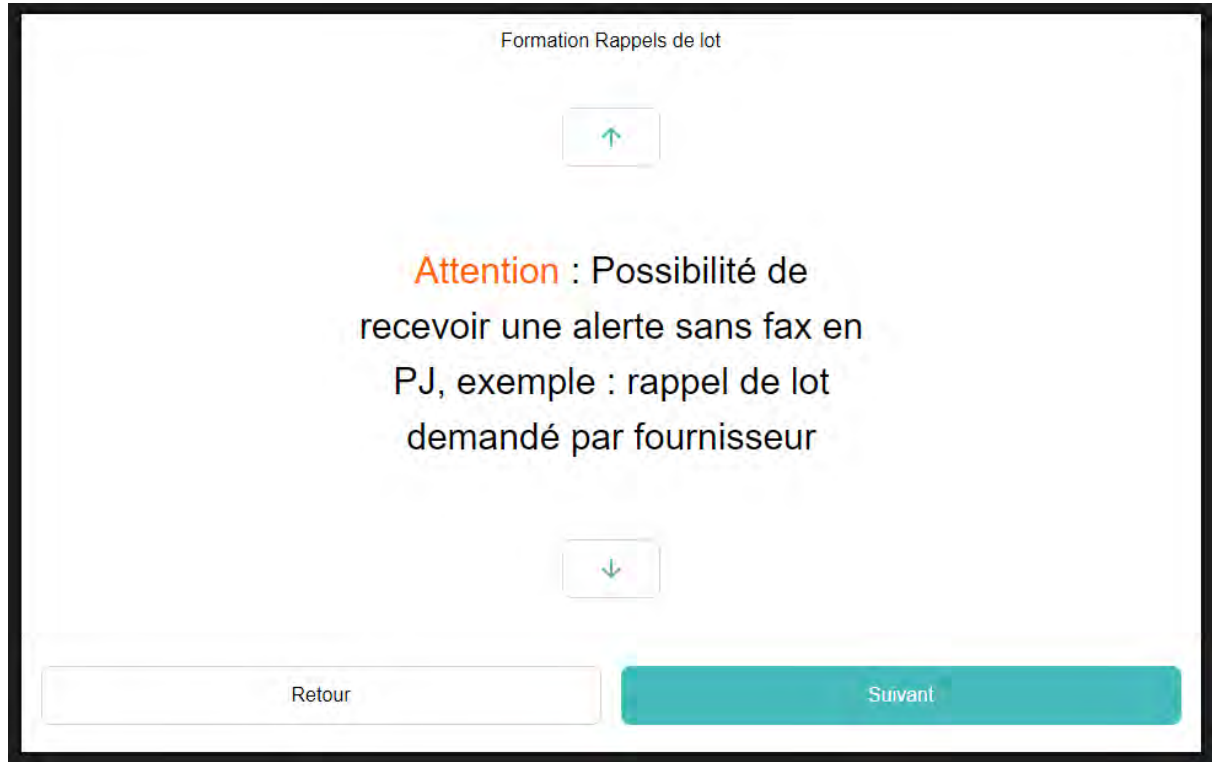 Formation Rappels de lot
Attention : Possibilité de
recevoir une alerte sans fax en
PJ, exemple : rappel de lot
demandé par fournisseur
Retour
Suivant